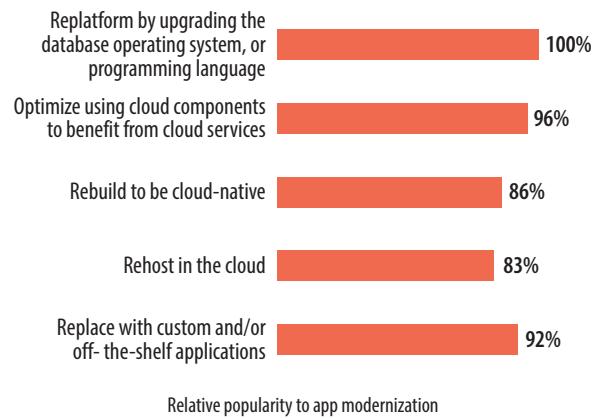 Replatform by upgrading the
database operating system, or
programming language
100%
Optimize using cloud components
to benefit from cloud services
96%
Rebuild to be cloud-native
86%
Rehost in the cloud
83%
Replace with custom and/or
off- the-shelf applications
92%
Relative popularity to app modernization